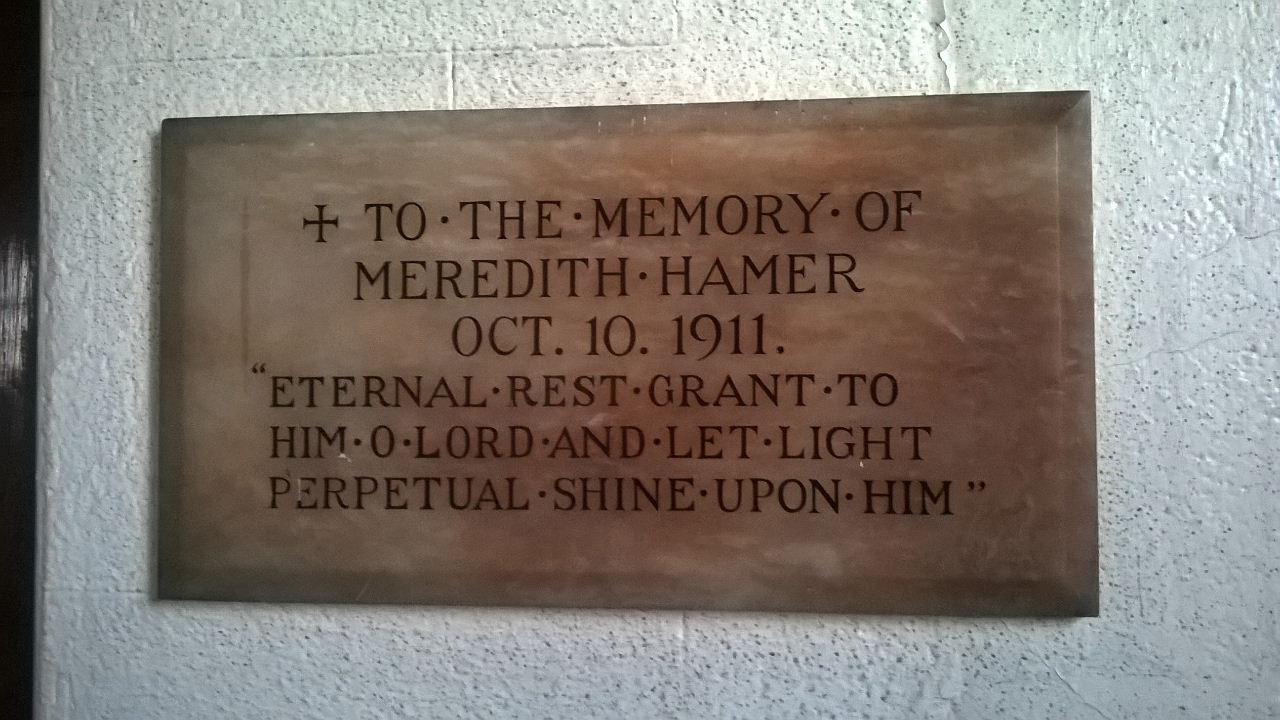 ✠ TO·THE·MEMORY·OF
MEREDITH·HAMER
OCT. 10. 1911.
“ETERNAL·REST·GRANT·TO
HIM·O·LORD·AND·LET·LIGHT
PERPETUAL·SHINE·UPON·HIM”